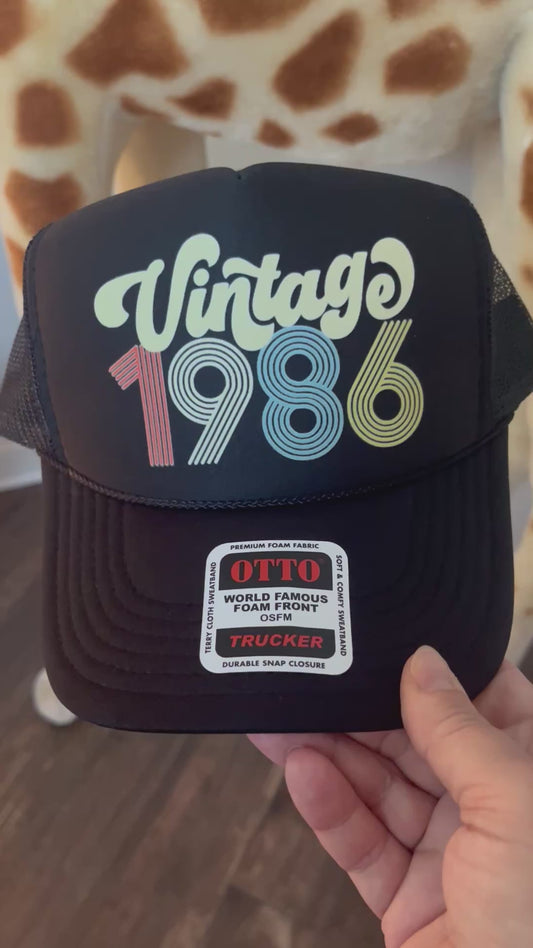 Vintage
1986
PREMIUM FOAM FABRIC
TERRY CLOTH SWEATBAND
SOFT & COMFY SWEATBAND
OTTO
WORLD FAMOUS
FOAM FRONT
OSFM
TRUCKER
DURABLE SNAP CLOSURE